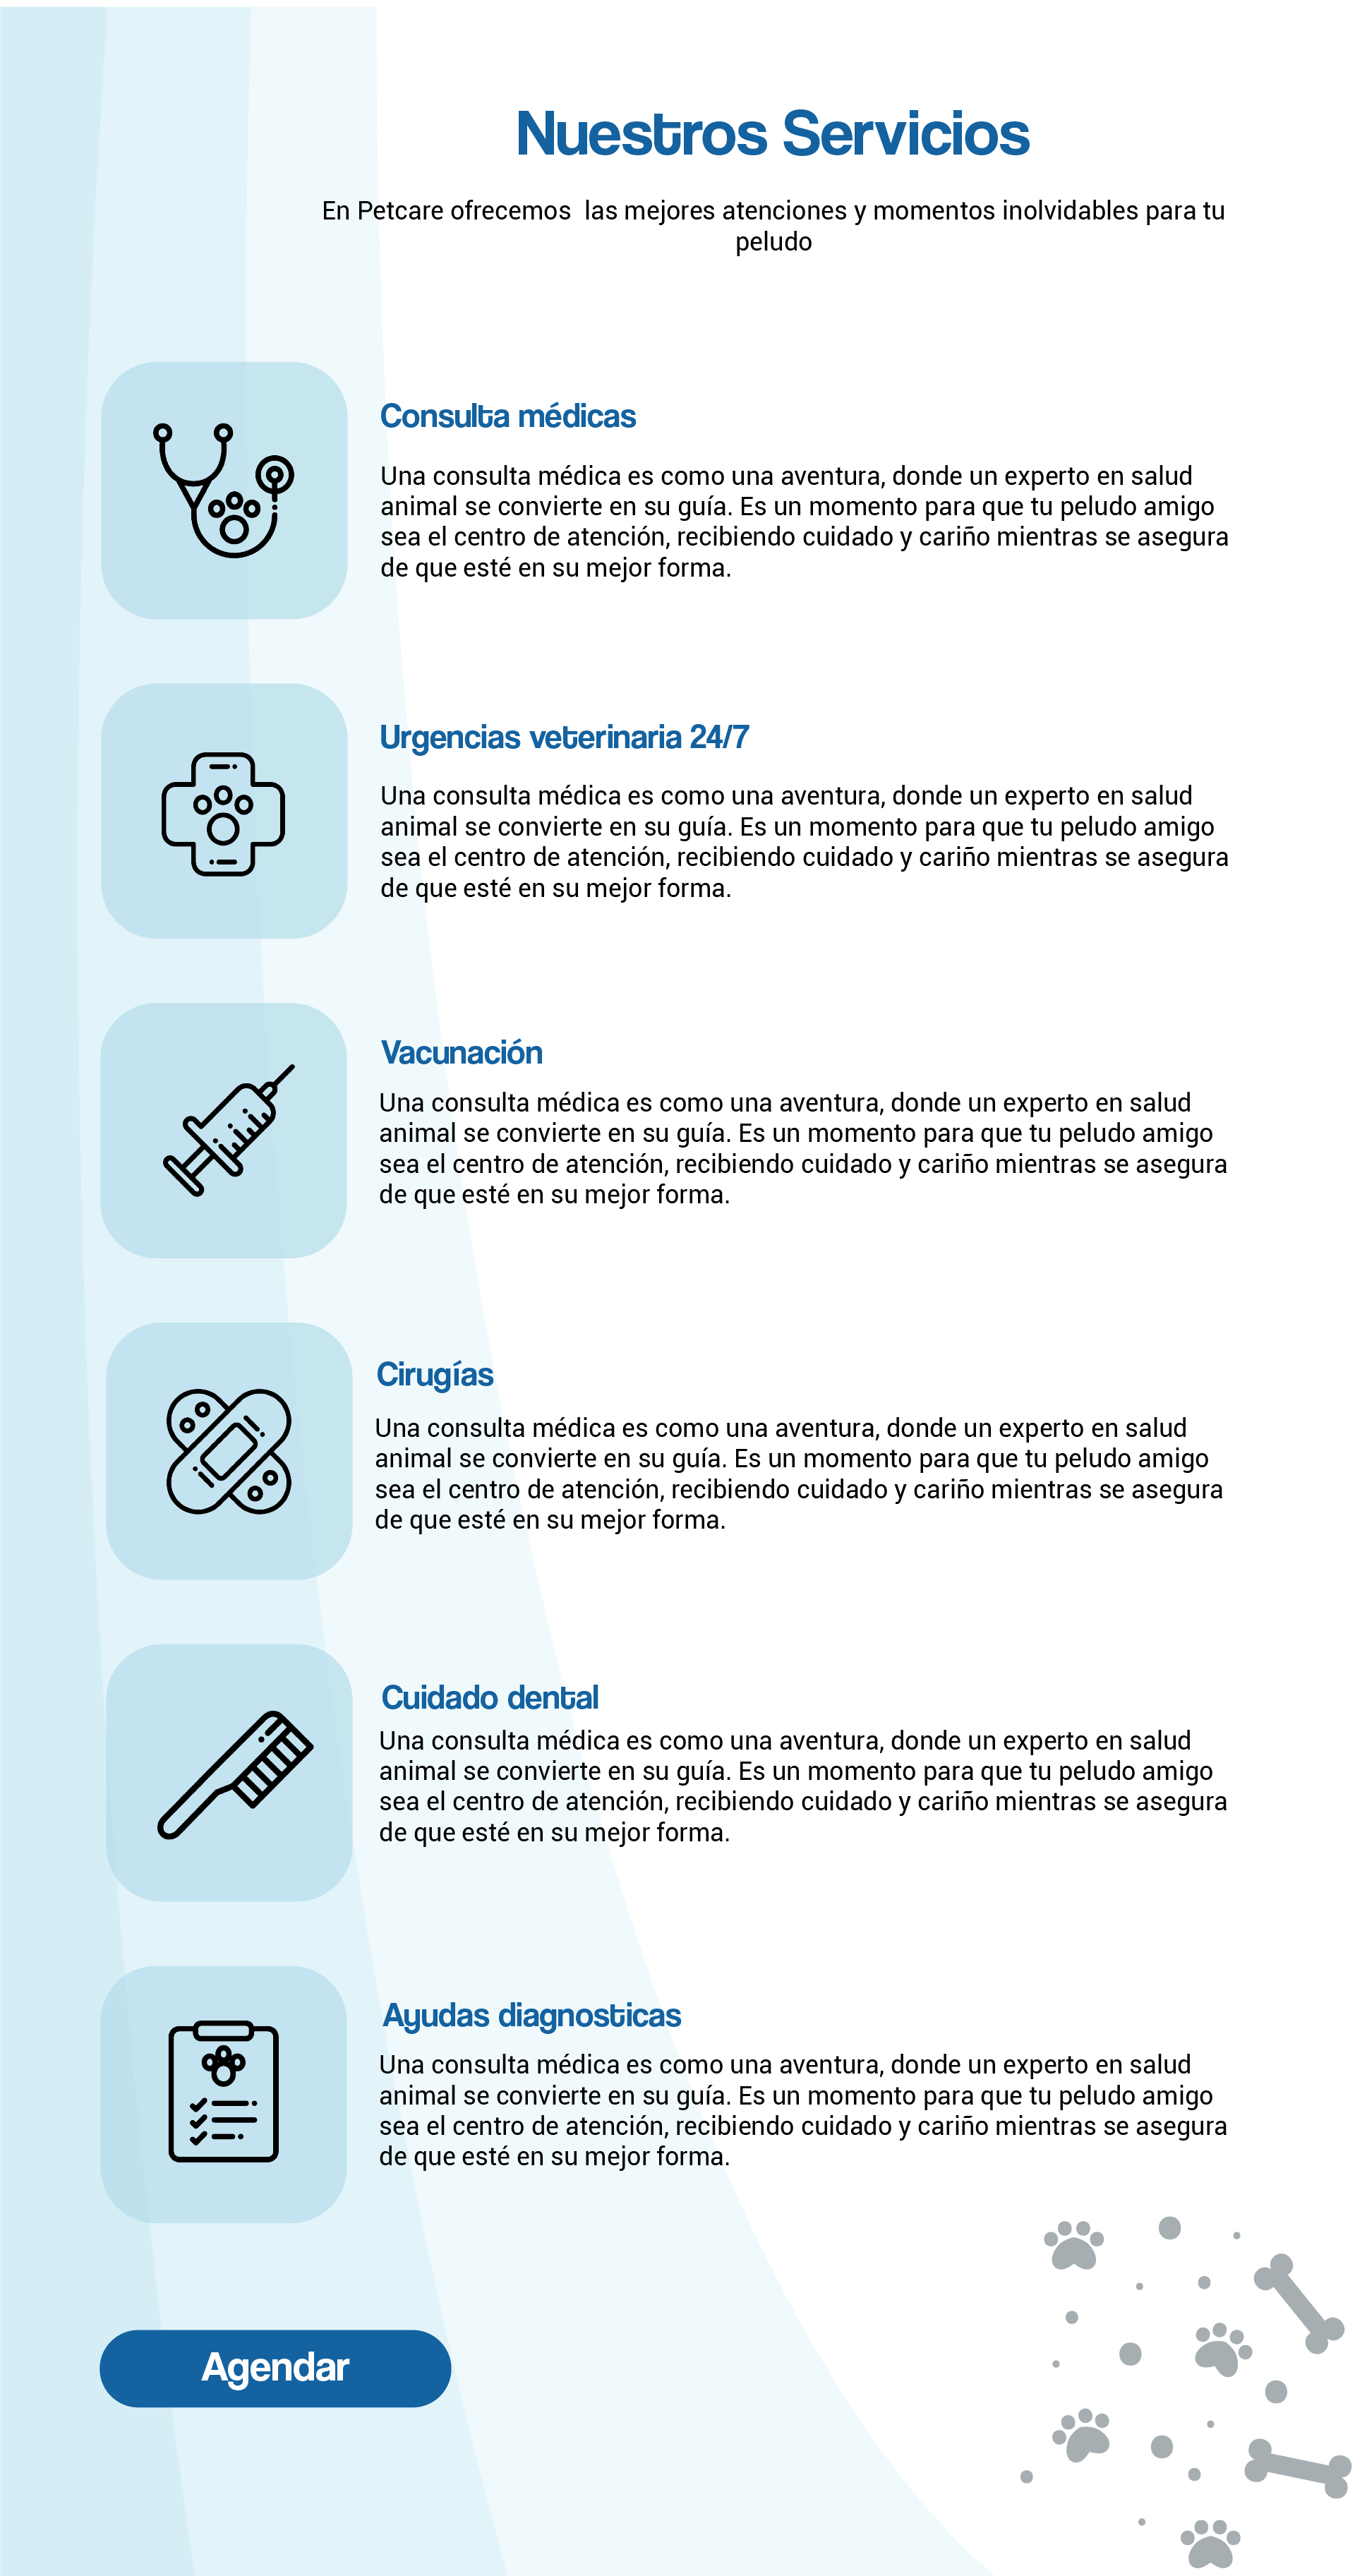 Nuestros Servicios
En Petcare ofrecemos  las mejores atenciones y momentos inolvidables para tu
peludo
Consulta médicas
Una consulta médica es como una aventura, donde un experto en salud
animal se convierte en su guía. Es un momento para que tu peludo amigo
sea el centro de atención, recibiendo cuidado y cariño mientras se asegura
de que esté en su mejor forma.
Urgencias veterinaria 24/7
Una consulta médica es como una aventura, donde un experto en salud
animal se convierte en su guía. Es un momento para que tu peludo amigo
sea el centro de atención, recibiendo cuidado y cariño mientras se asegura
de que esté en su mejor forma.
Vacunación
Una consulta médica es como una aventura, donde un experto en salud
animal se convierte en su guía. Es un momento para que tu peludo amigo
sea el centro de atención, recibiendo cuidado y cariño mientras se asegura
de que esté en su mejor forma.
Cirugías
Una consulta médica es como una aventura, donde un experto en salud
animal se convierte en su guía. Es un momento para que tu peludo amigo
sea el centro de atención, recibiendo cuidado y cariño mientras se asegura
de que esté en su mejor forma.
Cuidado dental
Una consulta médica es como una aventura, donde un experto en salud
animal se convierte en su guía. Es un momento para que tu peludo amigo
sea el centro de atención, recibiendo cuidado y cariño mientras se asegura
de que esté en su mejor forma.
Ayudas diagnosticas
Una consulta médica es como una aventura, donde un experto en salud
animal se convierte en su guía. Es un momento para que tu peludo amigo
sea el centro de atención, recibiendo cuidado y cariño mientras se asegura
de que esté en su mejor forma.
Agendar